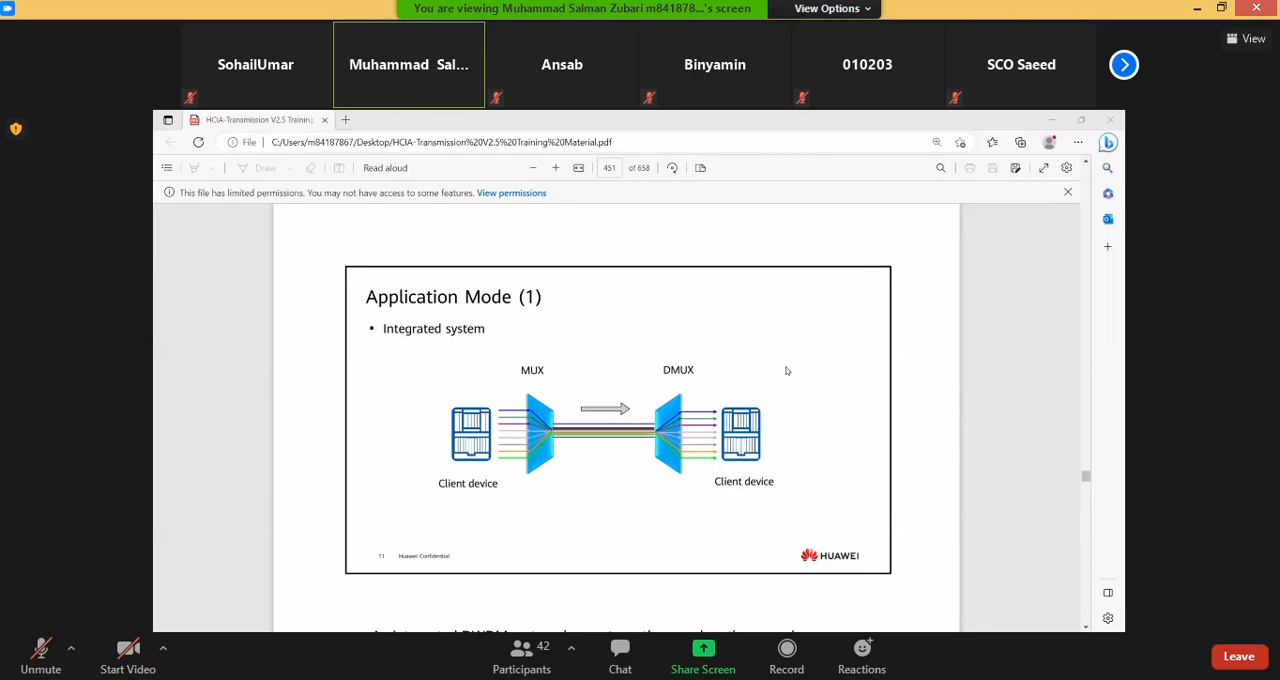 You are viewing Muhammad Salman Zubari m841878...'s screen View Options
View
SohailUmar Muhammad Sal... Ansab Binyamin 010203 SCO Saeed
HCIA-Transmission V2.5 Training
File C:/Users/m84187867/Desktop/HCIA-Transmission%20V2.5%20Training%20Material.pdf
Draw Read aloud 451 of 658
This file has limited permissions. You may not have access to some features. View permissions
Application Mode (1)
• Integrated system
MUX DMUX
Client device Client device
11 Huawei Confidential HUAWEI
Unmute Start Video Participants 42 Chat Share Screen Record Reactions Leave